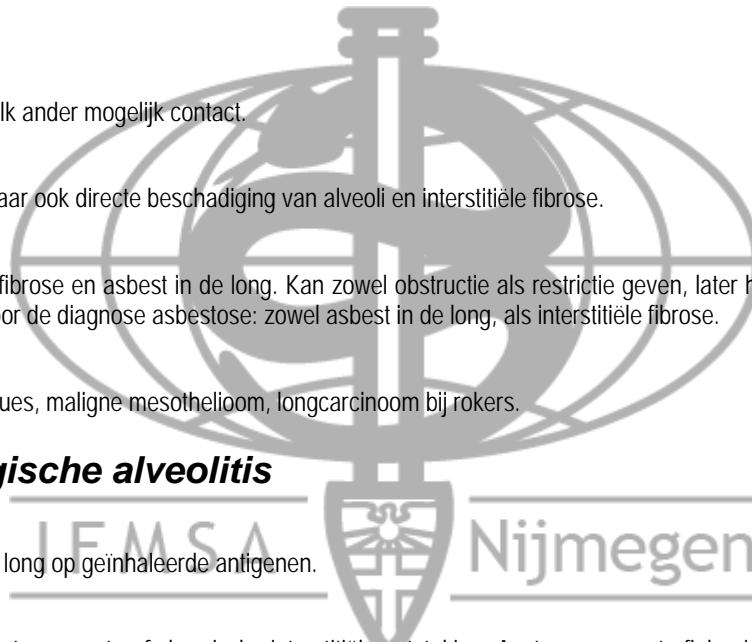 lk ander mogelijk contact.
aar ook directe beschadiging van alveoli en interstitiële fibrose.
fibrose en asbest in de long. Kan zowel obstructie als restrictie geven, later h
or de diagnose asbestose: zowel asbest in de long, als interstitiële fibrose.
ues, maligne mesothelioom, longcarcinoom bij rokers.
gische alveolitis
IFMSA Nijmegen
long op geïnhaleerde antigenen.